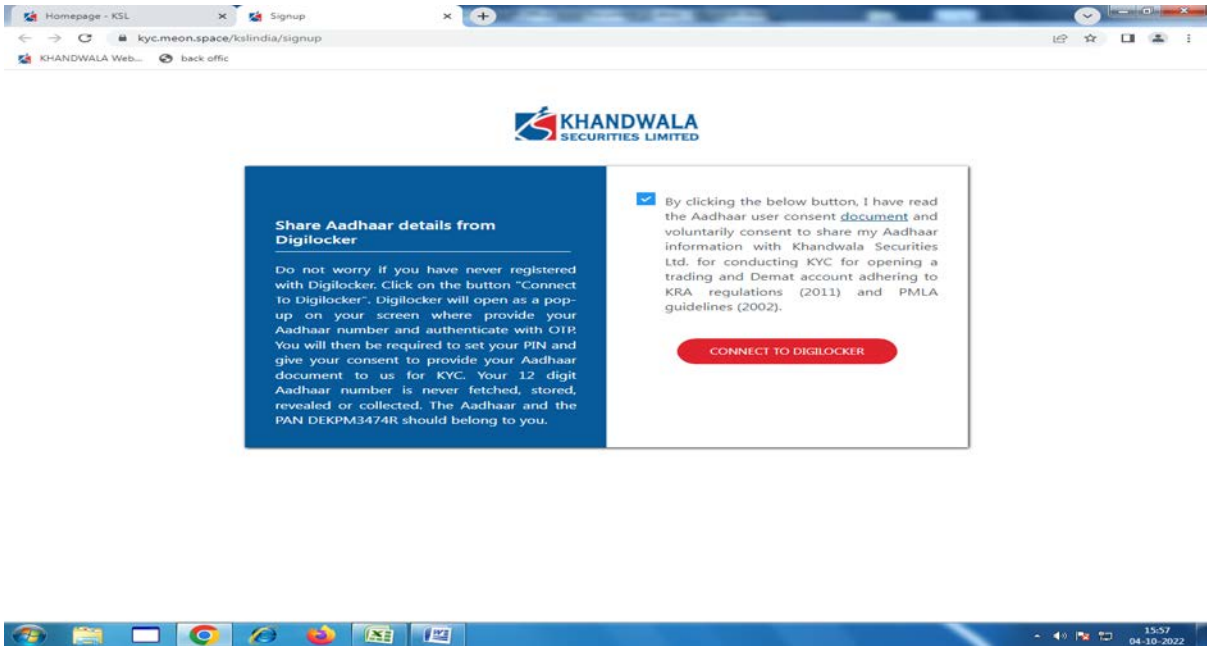 Homepage - KSL
Signup
kyc.meon.space/kslindia/signup
KHANDWALA Web...
back offic
KHANDWALA
SECURITIES LIMITED
Share Aadhaar details from
Digilocker
Do not worry if you have never registered
with Digilocker. Click on the button "Connect
To Digilocker". Digilocker will open as a pop-
up on your screen where provide your
Aadhaar number and authenticate with OTP.
You will then be required to set your PIN and
give your consent to provide your Aadhaar
document to us for KYC. Your 12 digit
Aadhaar number is never fetched, stored,
revealed or collected. The Aadhaar and the
PAN DEKPM3474R should belong to you.
By clicking the below button, I have read
the Aadhaar user consent document and
voluntarily consent to share my Aadhaar
information with Khandwala Securities
Ltd. for conducting KYC for opening a
trading and Demat account adhering to
KRA regulations (2011) and PMLA
guidelines (2002).
CONNECT TO DIGILOCKER
15:57
04-10-2022